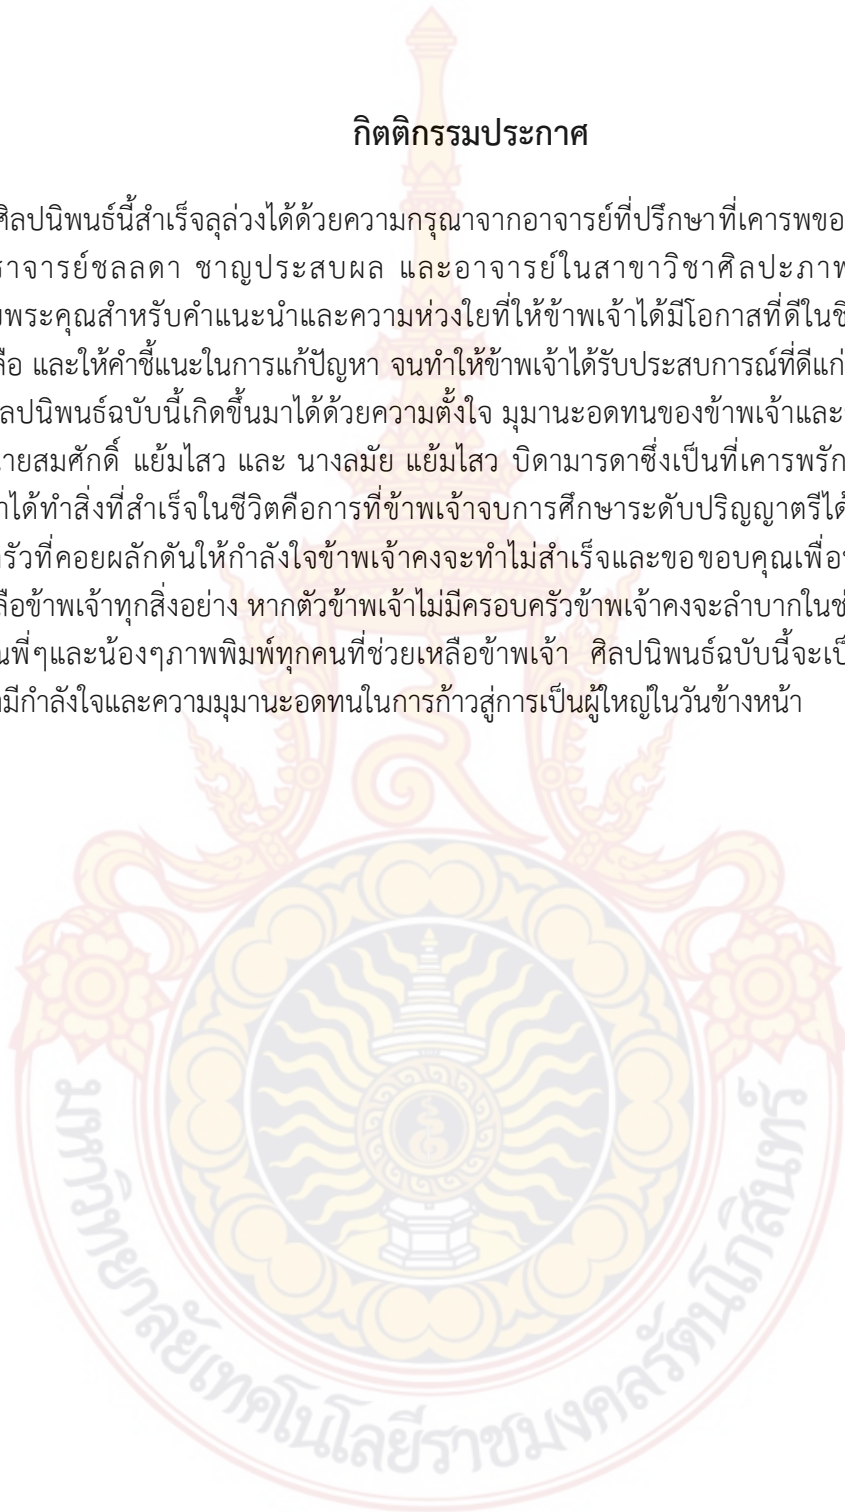 กิตติกรรมประกาศ
ศิลปนิพนธ์นี้สำเร็จลุล่วงได้ด้วยความกรุณาจากอาจารย์ที่ปรึกษาที่เคารพขอ
าจารย์ชลลดา ชาญประสบผล และอาจารย์ในสาขาวิชาศิลปะภาพ
พระคุณสำหรับคำแนะนำและความห่วงใยที่ให้ข้าพเจ้าได้มีโอกาสที่ดีในชี
ลือ และให้คำชี้แนะในการแก้ปัญหา จนทำให้ข้าพเจ้าได้รับประสบการณ์ที่ดีแก่
ลปนิพนธ์ฉบับนี้เกิดขึ้นมาได้ด้วยความตั้งใจ มุมานะอดทนของข้าพเจ้าและ
ายสมศักดิ์ แย้มไสว และ นางลมัย แย้มไสว บิดามารดาซึ่งเป็นที่เคารพรัก
าได้ทำสิ่งที่สำเร็จในชีวิตคือการที่ข้าพเจ้าจบการศึกษาระดับปริญญาตรีได้
รัวที่คอยผลักดันให้กำลังใจข้าพเจ้าคงจะทำไม่สำเร็จและขอขอบคุณเพื่อ
ลือข้าพเจ้าทุกสิ่งอย่าง หากตัวข้าพเจ้าไม่มีครอบครัวข้าพเจ้าคงจะลำบากในช่
ณพี่ๆและน้องๆภาพพิมพ์ทุกคนที่ช่วยเหลือข้าพเจ้า ศิลปนิพนธ์ฉบับนี้จะเป็
ามีกำลังใจและความมุมานะอดทนในการก้าวสู่การเป็นผู้ใหญ่ในวันข้างหน้า
มหาวิทยาลัยเทคโนโลยีราชมงคลรัตนโกสินทร์